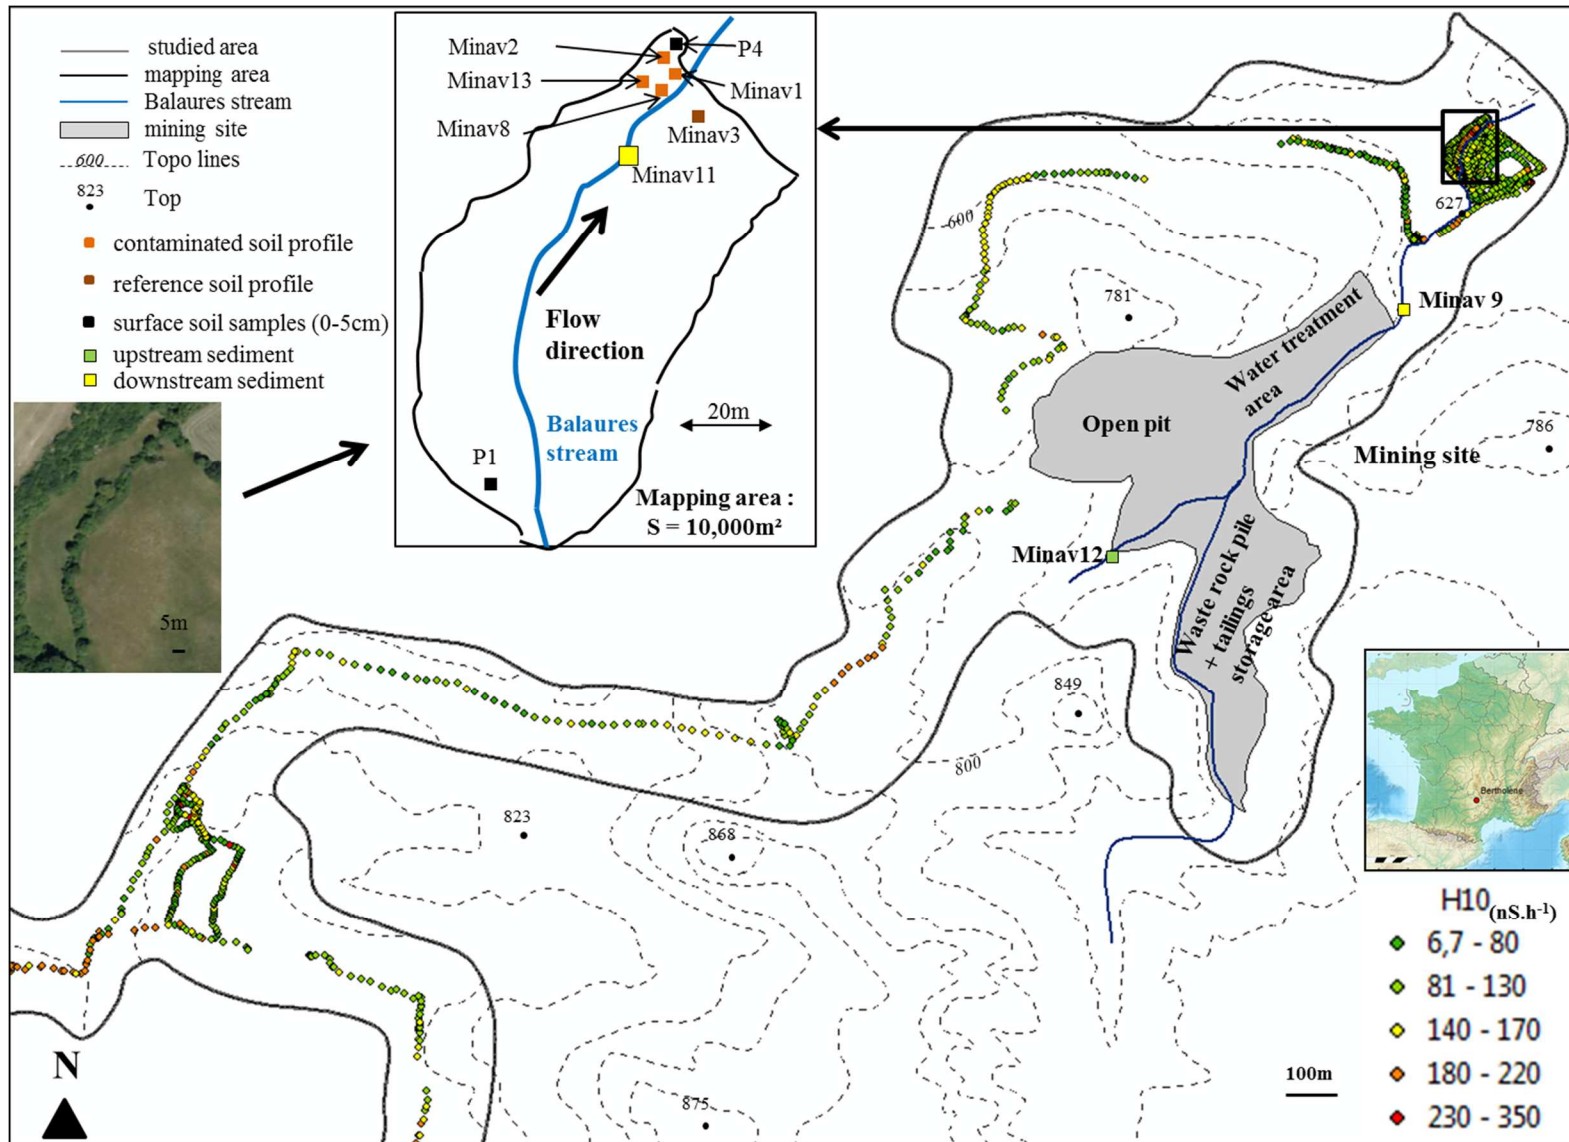 studied area
mapping area
Balaures stream
mining site
600
Topo lines
823
Top
contaminated soil profile
reference soil profile
surface soil samples (0-5cm)
upstream sediment
downstream sediment
5m
Minav2
P4
Minav13
Minav1
Minav8
Minav3
Minav11
Flow
direction
20m
Balaures
stream
P1
Mapping area :
S = 10,000m²
600
627
781
Minav 9
Water treatment
area
Open pit
786
Mining site
Minav12
Waste rock pile
+ tailings
storage area
849
800
823
868
875
Bertholène
N
100m
H10 (nS.h-1)
6,7 - 80
81 - 130
140 - 170
180 - 220
230 - 350